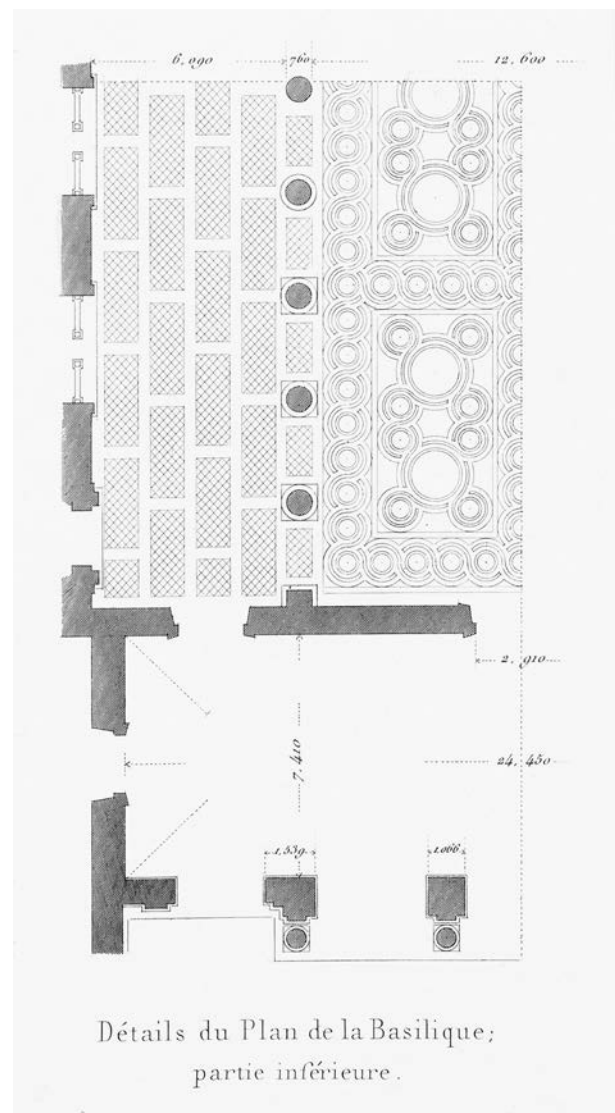 6,090 760 12,600
2,910
24,450
7,410
1,539 1,066
Détails du Plan de la Basilique;
partie inférieure.